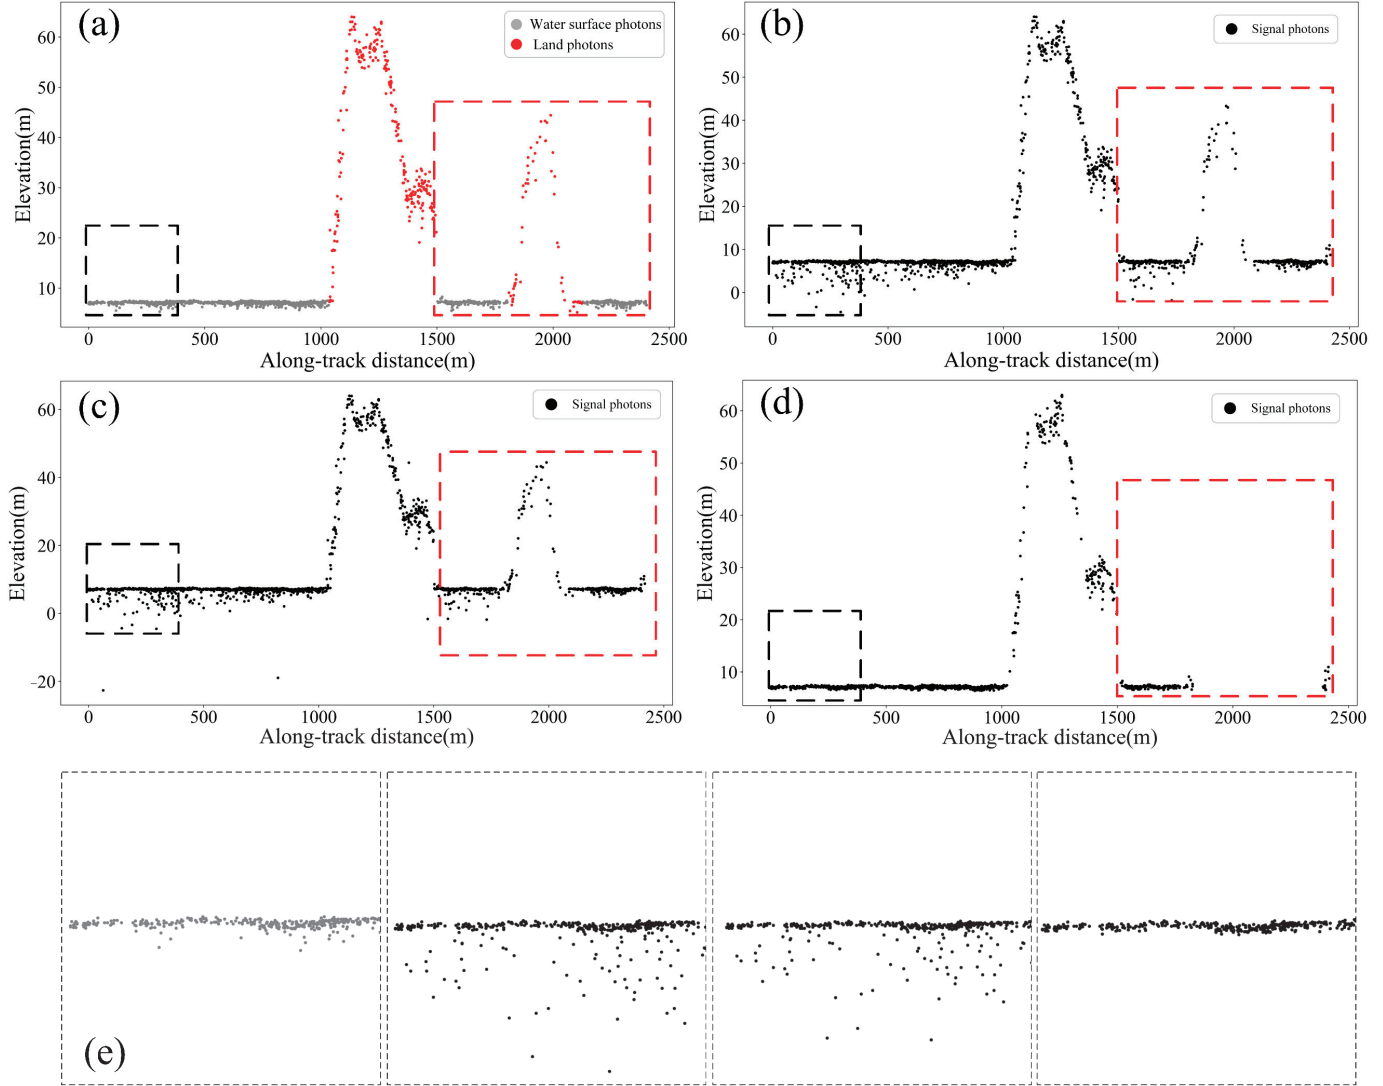 (a)
Water surface photons
Land photons
Elevation(m)
60
50
40
30
20
10
0
500
1000
1500
2000
2500
Along-track distance(m)
(b)
Signal photons
Elevation(m)
60
50
40
30
20
10
0
0
500
1000
1500
2000
2500
Along-track distance(m)
(c)
Signal photons
Elevation(m)
60
40
20
0
-20
0
500
1000
1500
2000
2500
Along-track distance(m)
(d)
Signal photons
Elevation(m)
60
50
40
30
20
10
0
500
1000
1500
2000
2500
Along-track distance(m)
(e)